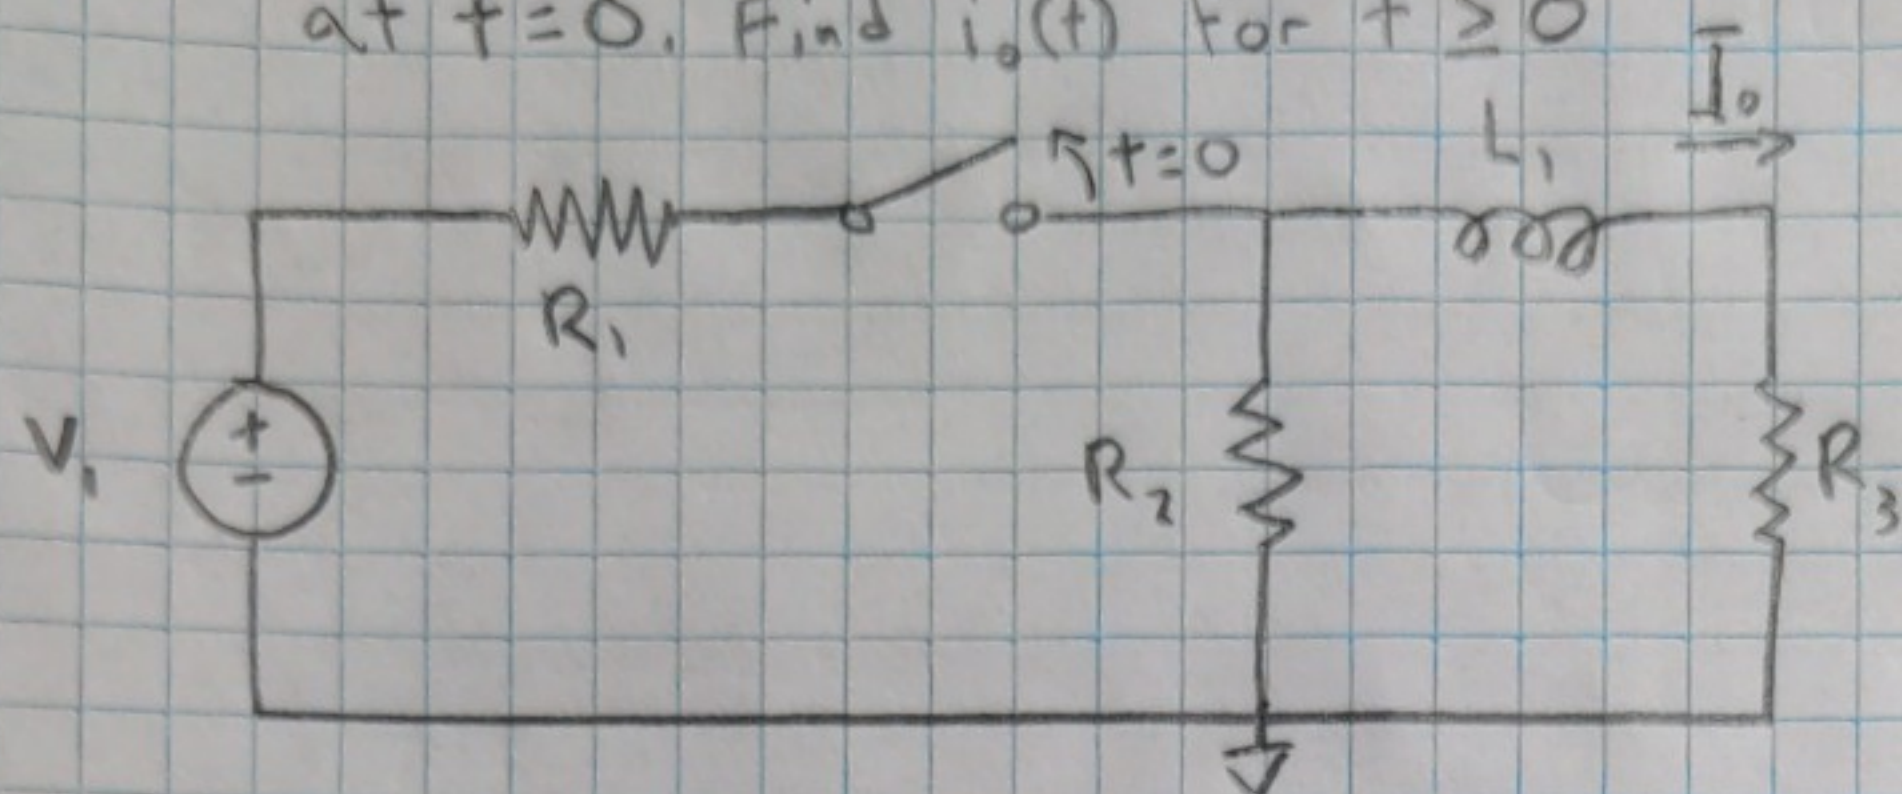 at t=0. Find i₀(t) for t ≥ 0
I₀
L₁
t=0
R₁
V₁
+
-
R₂
R₃